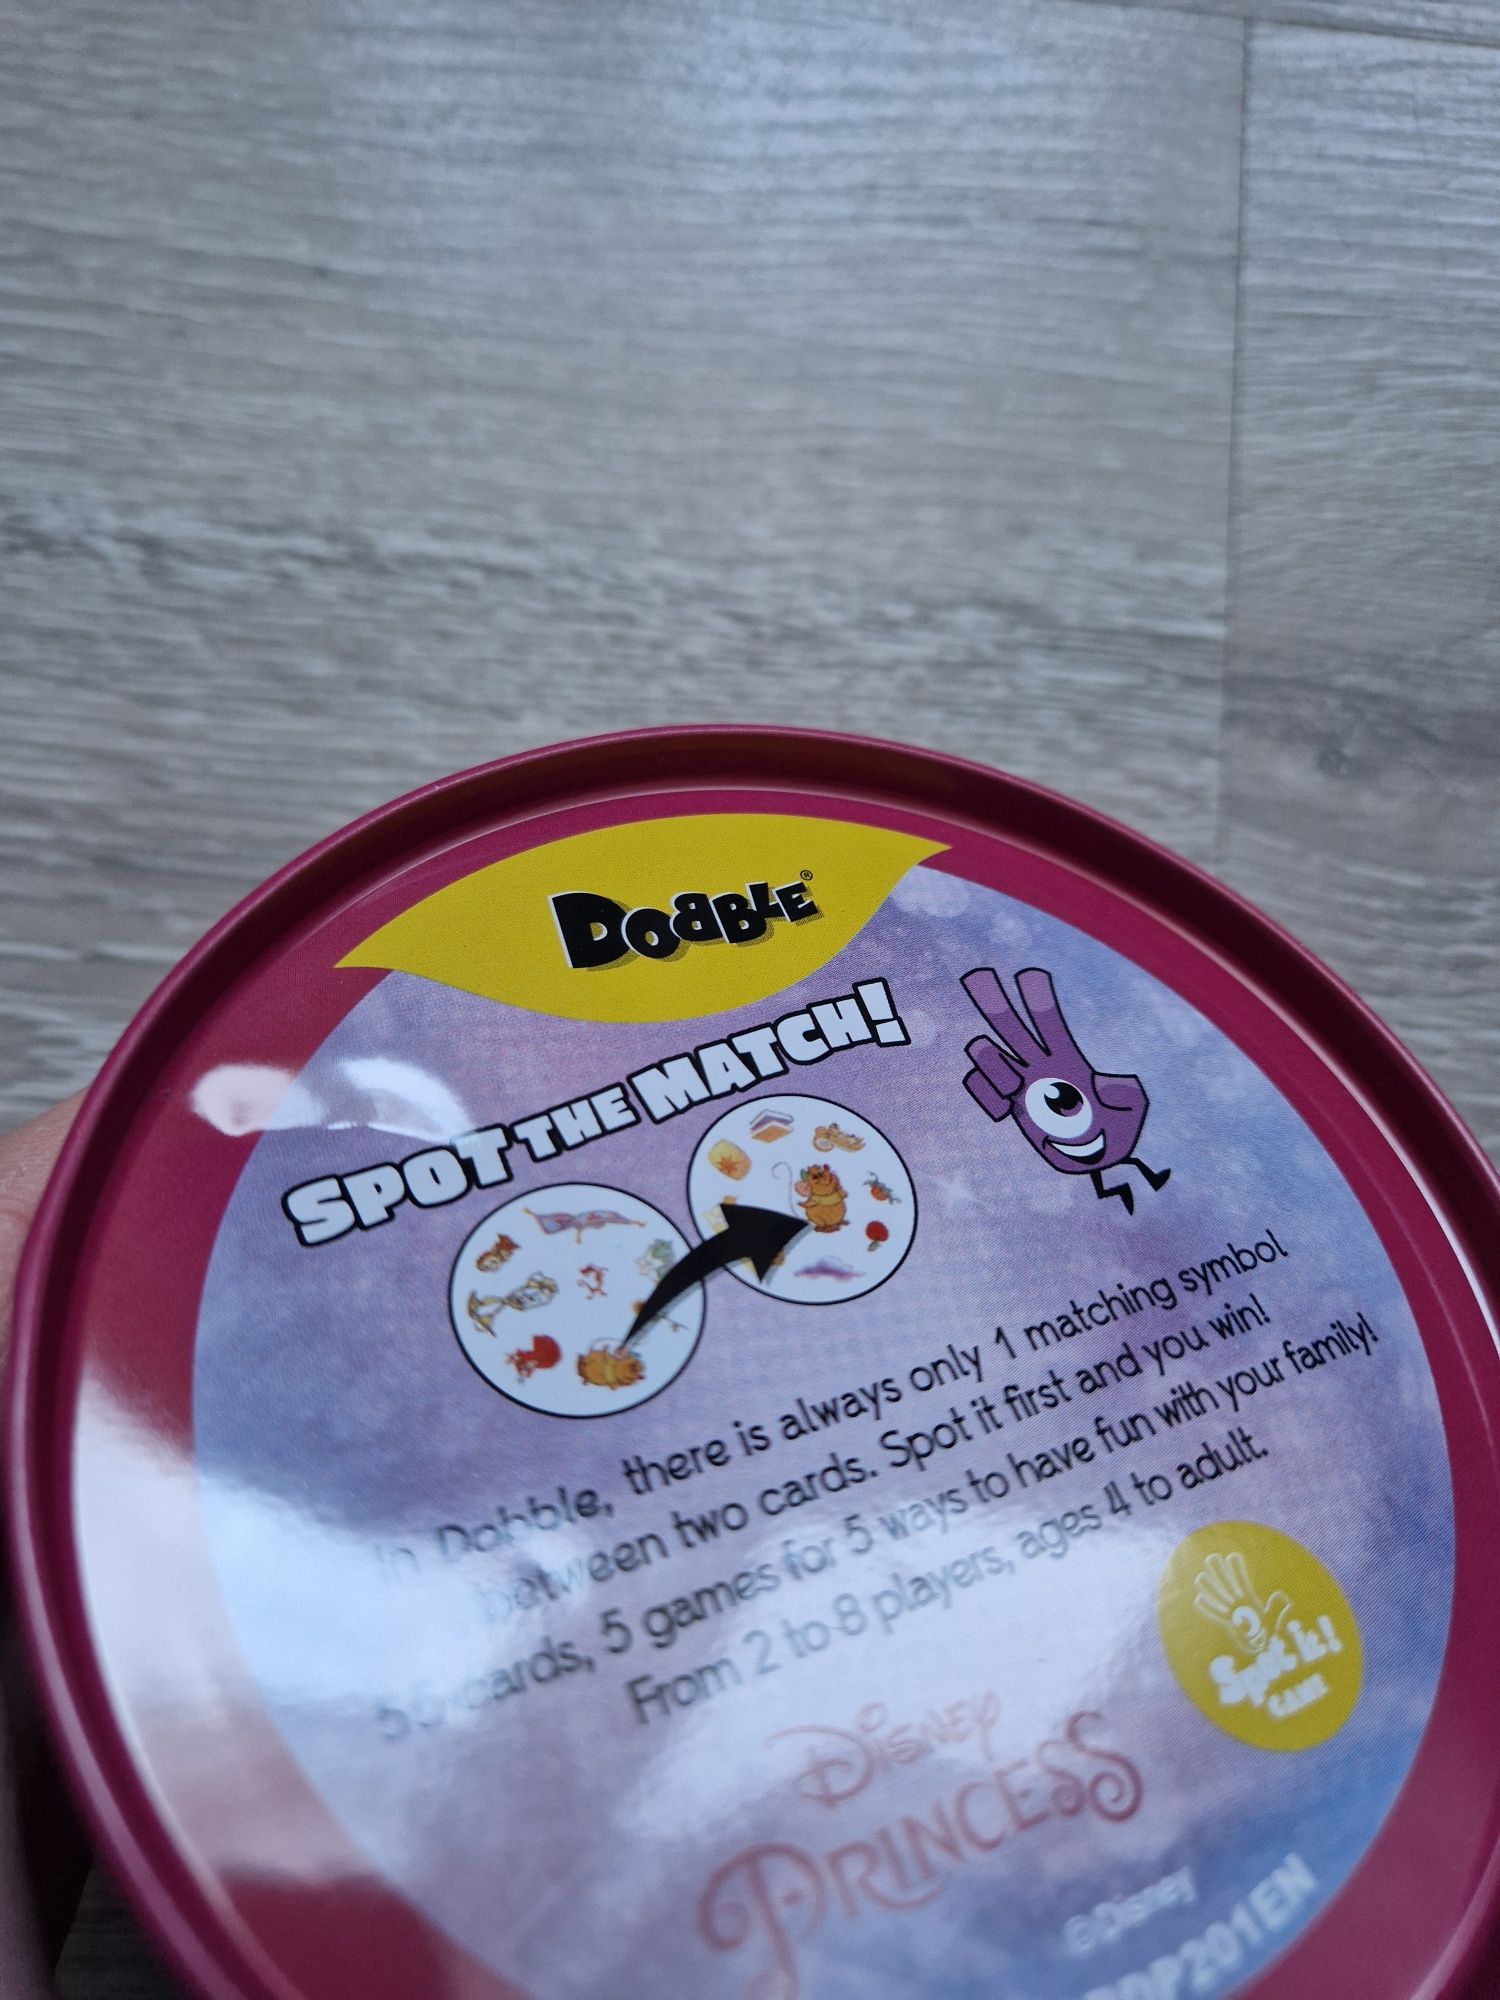 DOBBLE®
SPOT THE MATCH!
In Dobble, there is always only 1 matching symbol
between two cards. Spot it first and you win!
55 cards, 5 games for 5 ways to have fun with your family!
From 2 to 8 players, ages 4 to adult.
Spot it!
GAME
Disney
PRINCESS
©Disney